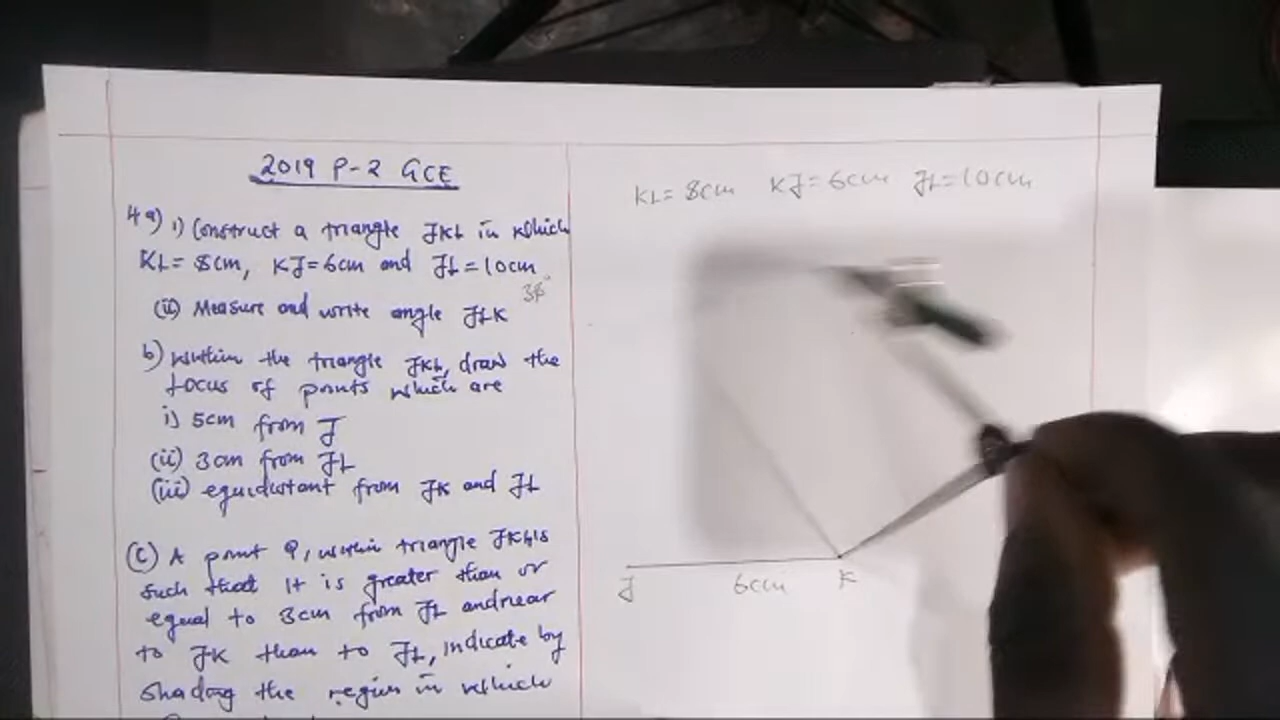 2019 P-2 GCE
4a) i) Construct a triangle JKL in which
KL = 8cm, KJ = 6cm and JL = 10cm
(ii) Measure and write angle JLK
b) Within the triangle JKL, draw the
locus of points which are
i) 5cm from J
(ii) 3cm from JL
(iii) equidistant from JK and JL
(c) A point Q, within triangle JKL is
such that it is greater than or
equal to 3cm from JL and near
to JK than to JL, indicate by
shading the region in which
KL = 8cm KJ = 6cm JL = 10cm
J 6cm K